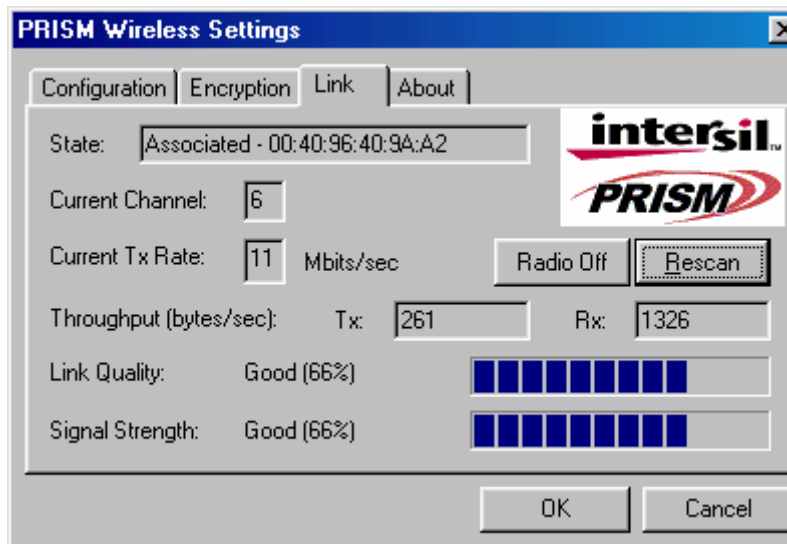 PRISM Wireless Settings
Configuration Encryption Link About
State: Associated - 00:40:96:40:9A:A2
intersil™
PRISM
Current Channel: 6
Current Tx Rate: 11 Mbits/sec Radio Off Rescan
Throughput (bytes/sec): Tx: 261 Rx: 1326
Link Quality: Good (66%)
Signal Strength: Good (66%)
OK Cancel